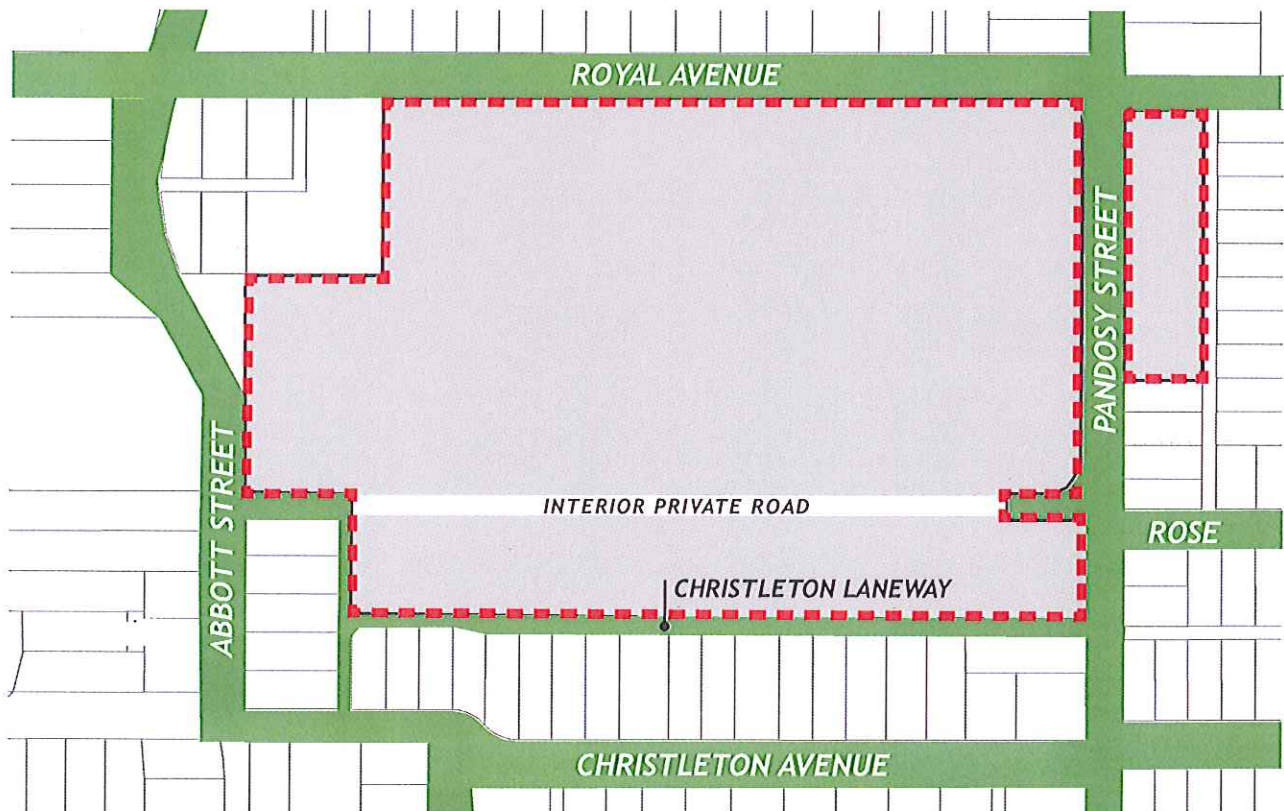 ROYAL AVENUE
PANDOSY STREET
ABBOTT STREET
INTERIOR PRIVATE ROAD
ROSE
CHRISTLETON LANEWAY
CHRISTLETON AVENUE